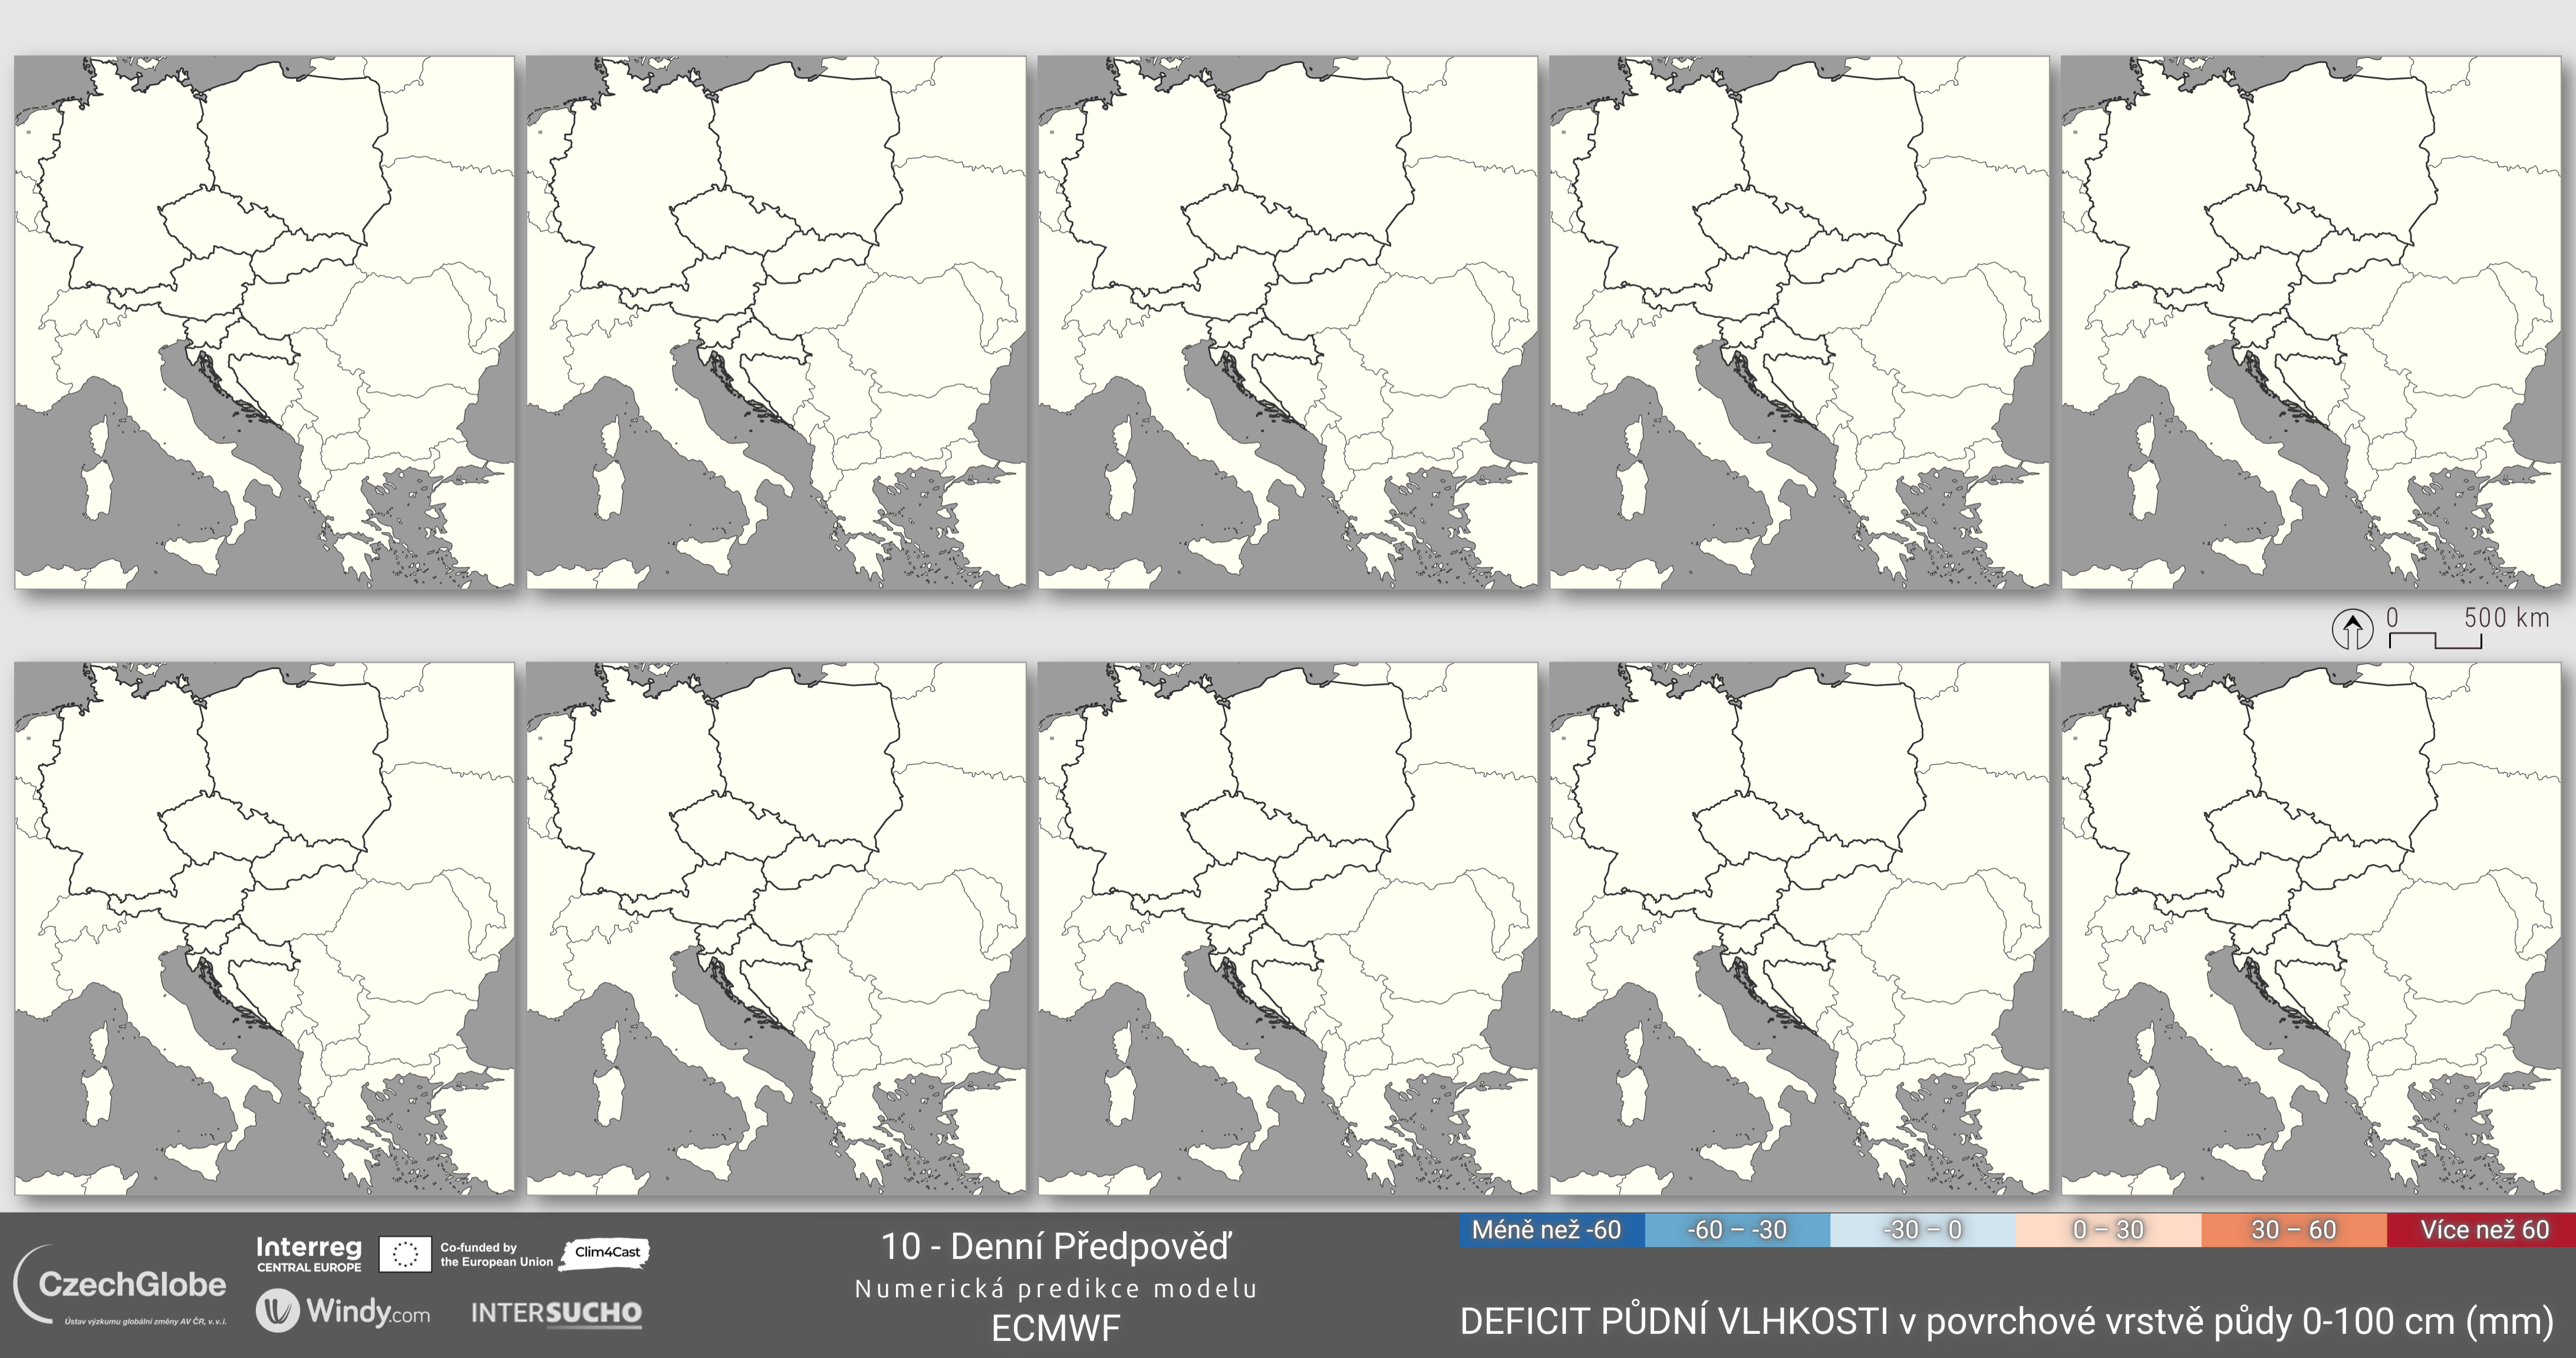 0 500 km
CzechGlobe
Ústav výzkumu globální změny AV ČR, v. v. i.
Interreg
CENTRAL EUROPE
Co-funded by
the European Union
Clim4Cast
Windy.com
INTERSUCHO
10 - Denní Předpověď
Numerická predikce modelu
ECMWF
Méně než -60
-60 – -30
-30 – 0
0 – 30
30 – 60
Více než 60
DEFICIT PŮDNÍ VLHKOSTI v povrchové vrstvě půdy 0-100 cm (mm)